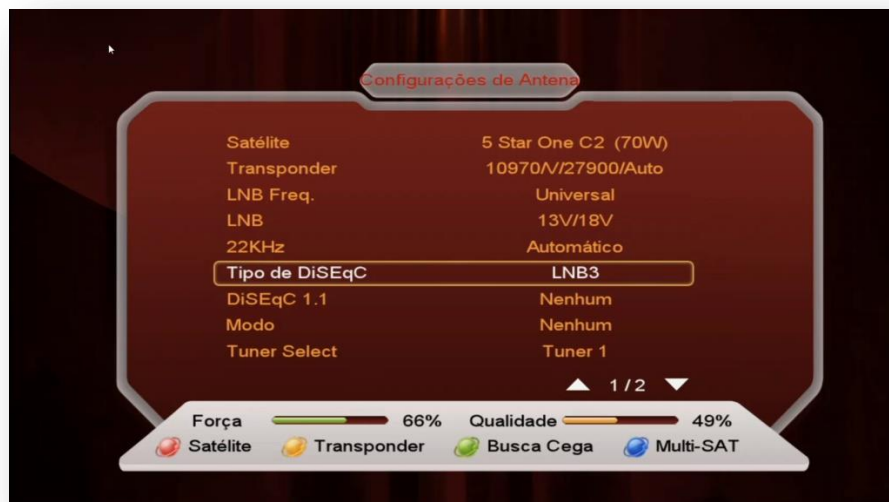 Configurações de Antena
Satélite 5 Star One C2 (70W)
Transponder 10970/V/27900/Auto
LNB Freq. Universal
LNB 13V/18V
22KHz Automático
Tipo de DiSEqC LNB3
DiSEqC 1.1 Nenhum
Modo Nenhum
Tuner Select Tuner 1
1/2
Força 66% Qualidade 49%
Satélite Transponder Busca Cega Multi-SAT